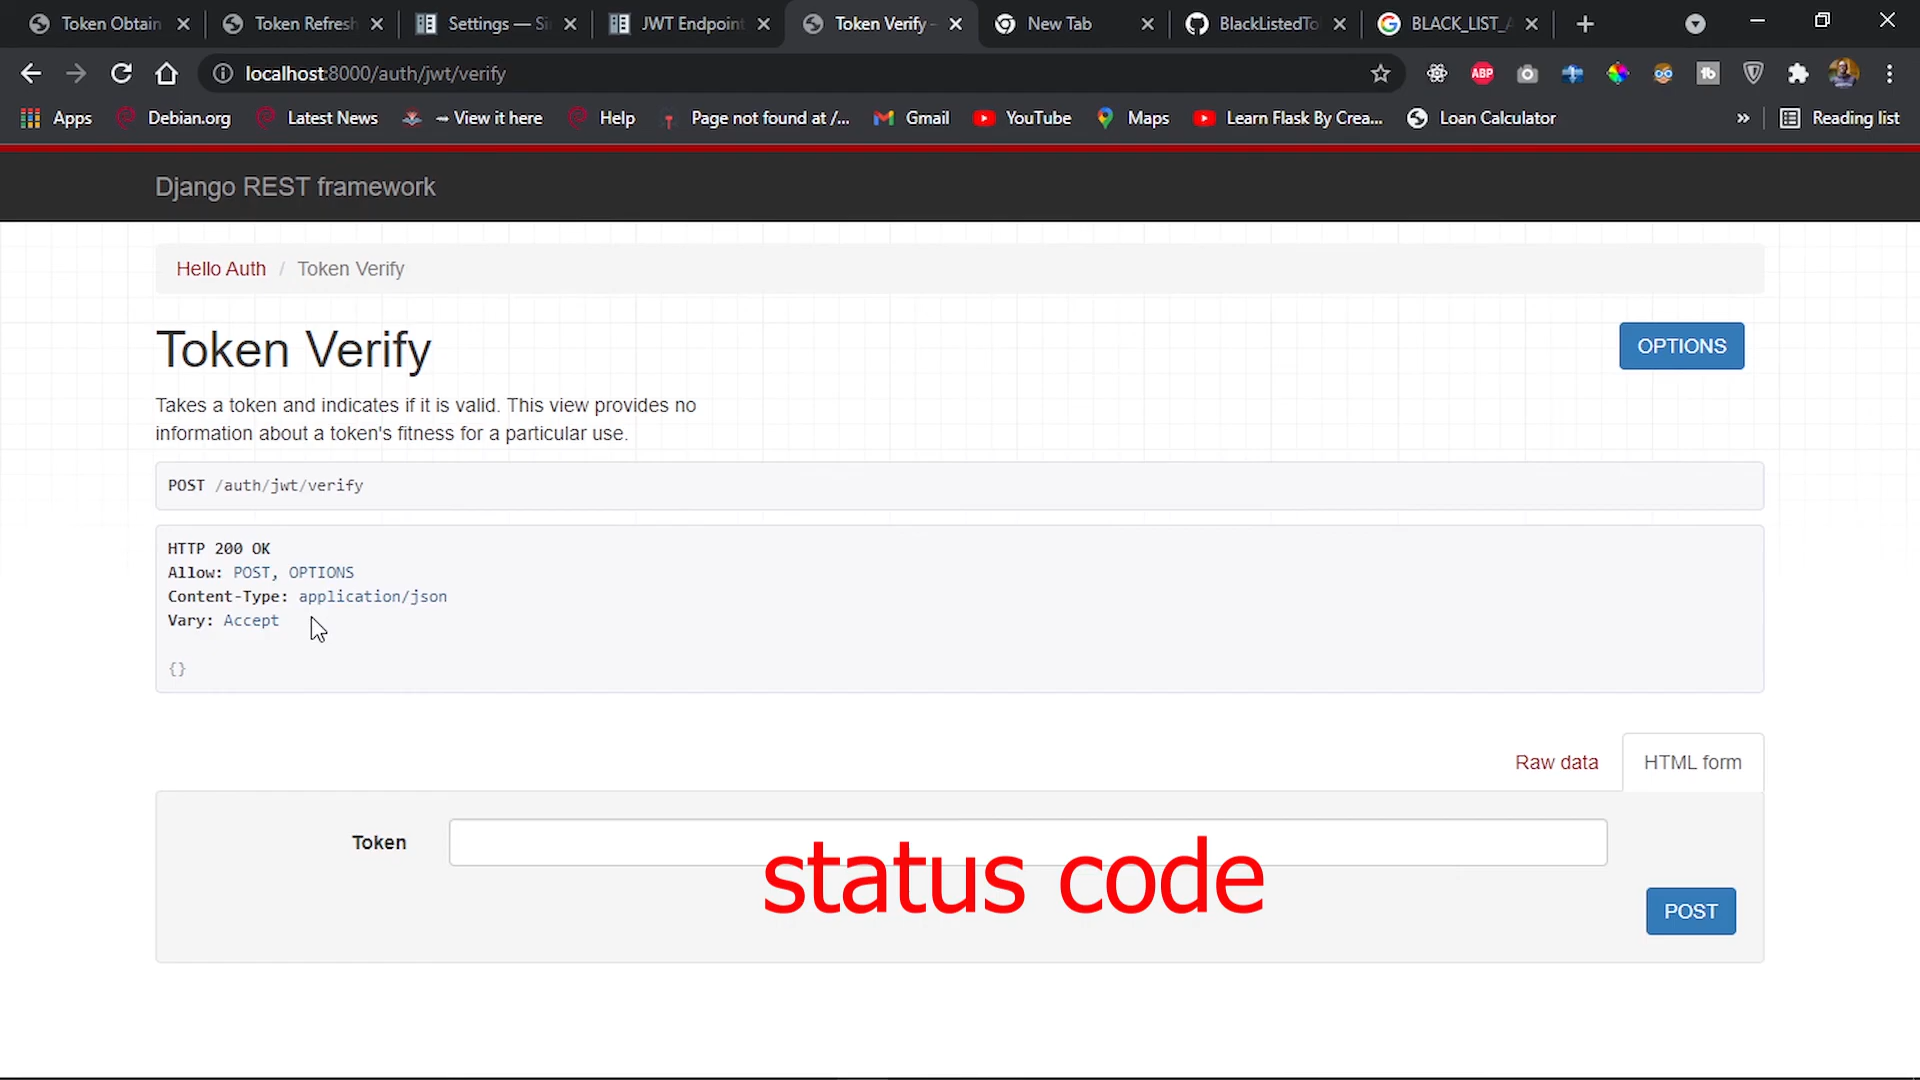 Token Obtain
Token Refresh
Settings — Si
JWT Endpoint
Token Verify –
New Tab
BlackListedTo
BLACK_LIST_A
localhost:8000/auth/jwt/verify
ABP
Apps
Debian.org
Latest News
→ View it here
Help
Page not found at /...
Gmail
YouTube
Maps
Learn Flask By Crea...
Loan Calculator
»
Reading list
Django REST framework
Hello Auth / Token Verify
Token Verify
OPTIONS
Takes a token and indicates if it is valid. This view provides no
information about a token's fitness for a particular use.
POST /auth/jwt/verify
HTTP 200 OK
Allow: POST, OPTIONS
Content-Type: application/json
Vary: Accept
{}
Raw data
HTML form
Token
status code
POST